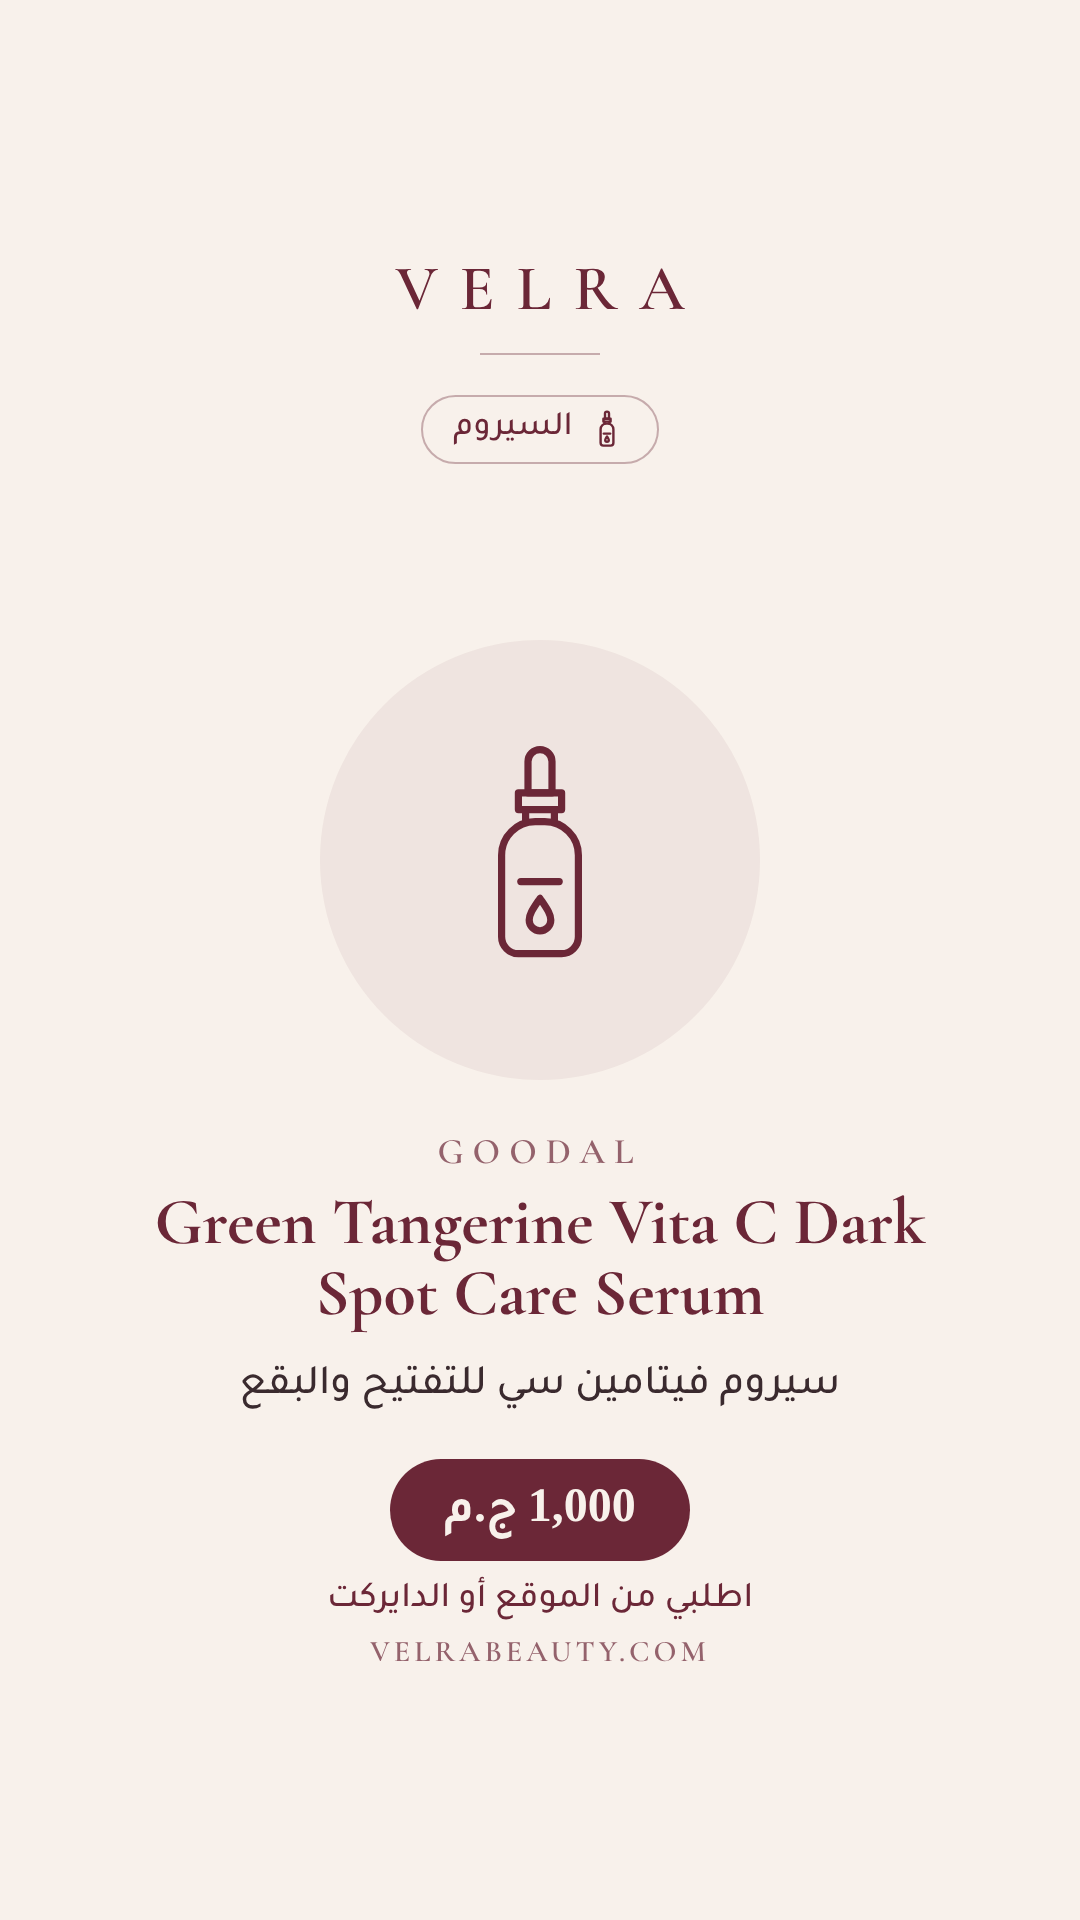 VELRA
السيروم
GOODAL
Green Tangerine Vita C Dark
Spot Care Serum
سيروم فيتامين سي للتفتيح والبقع
1,000 ج.م
اطلبي من الموقع أو الدايركت
VELRABEAUTY.COM